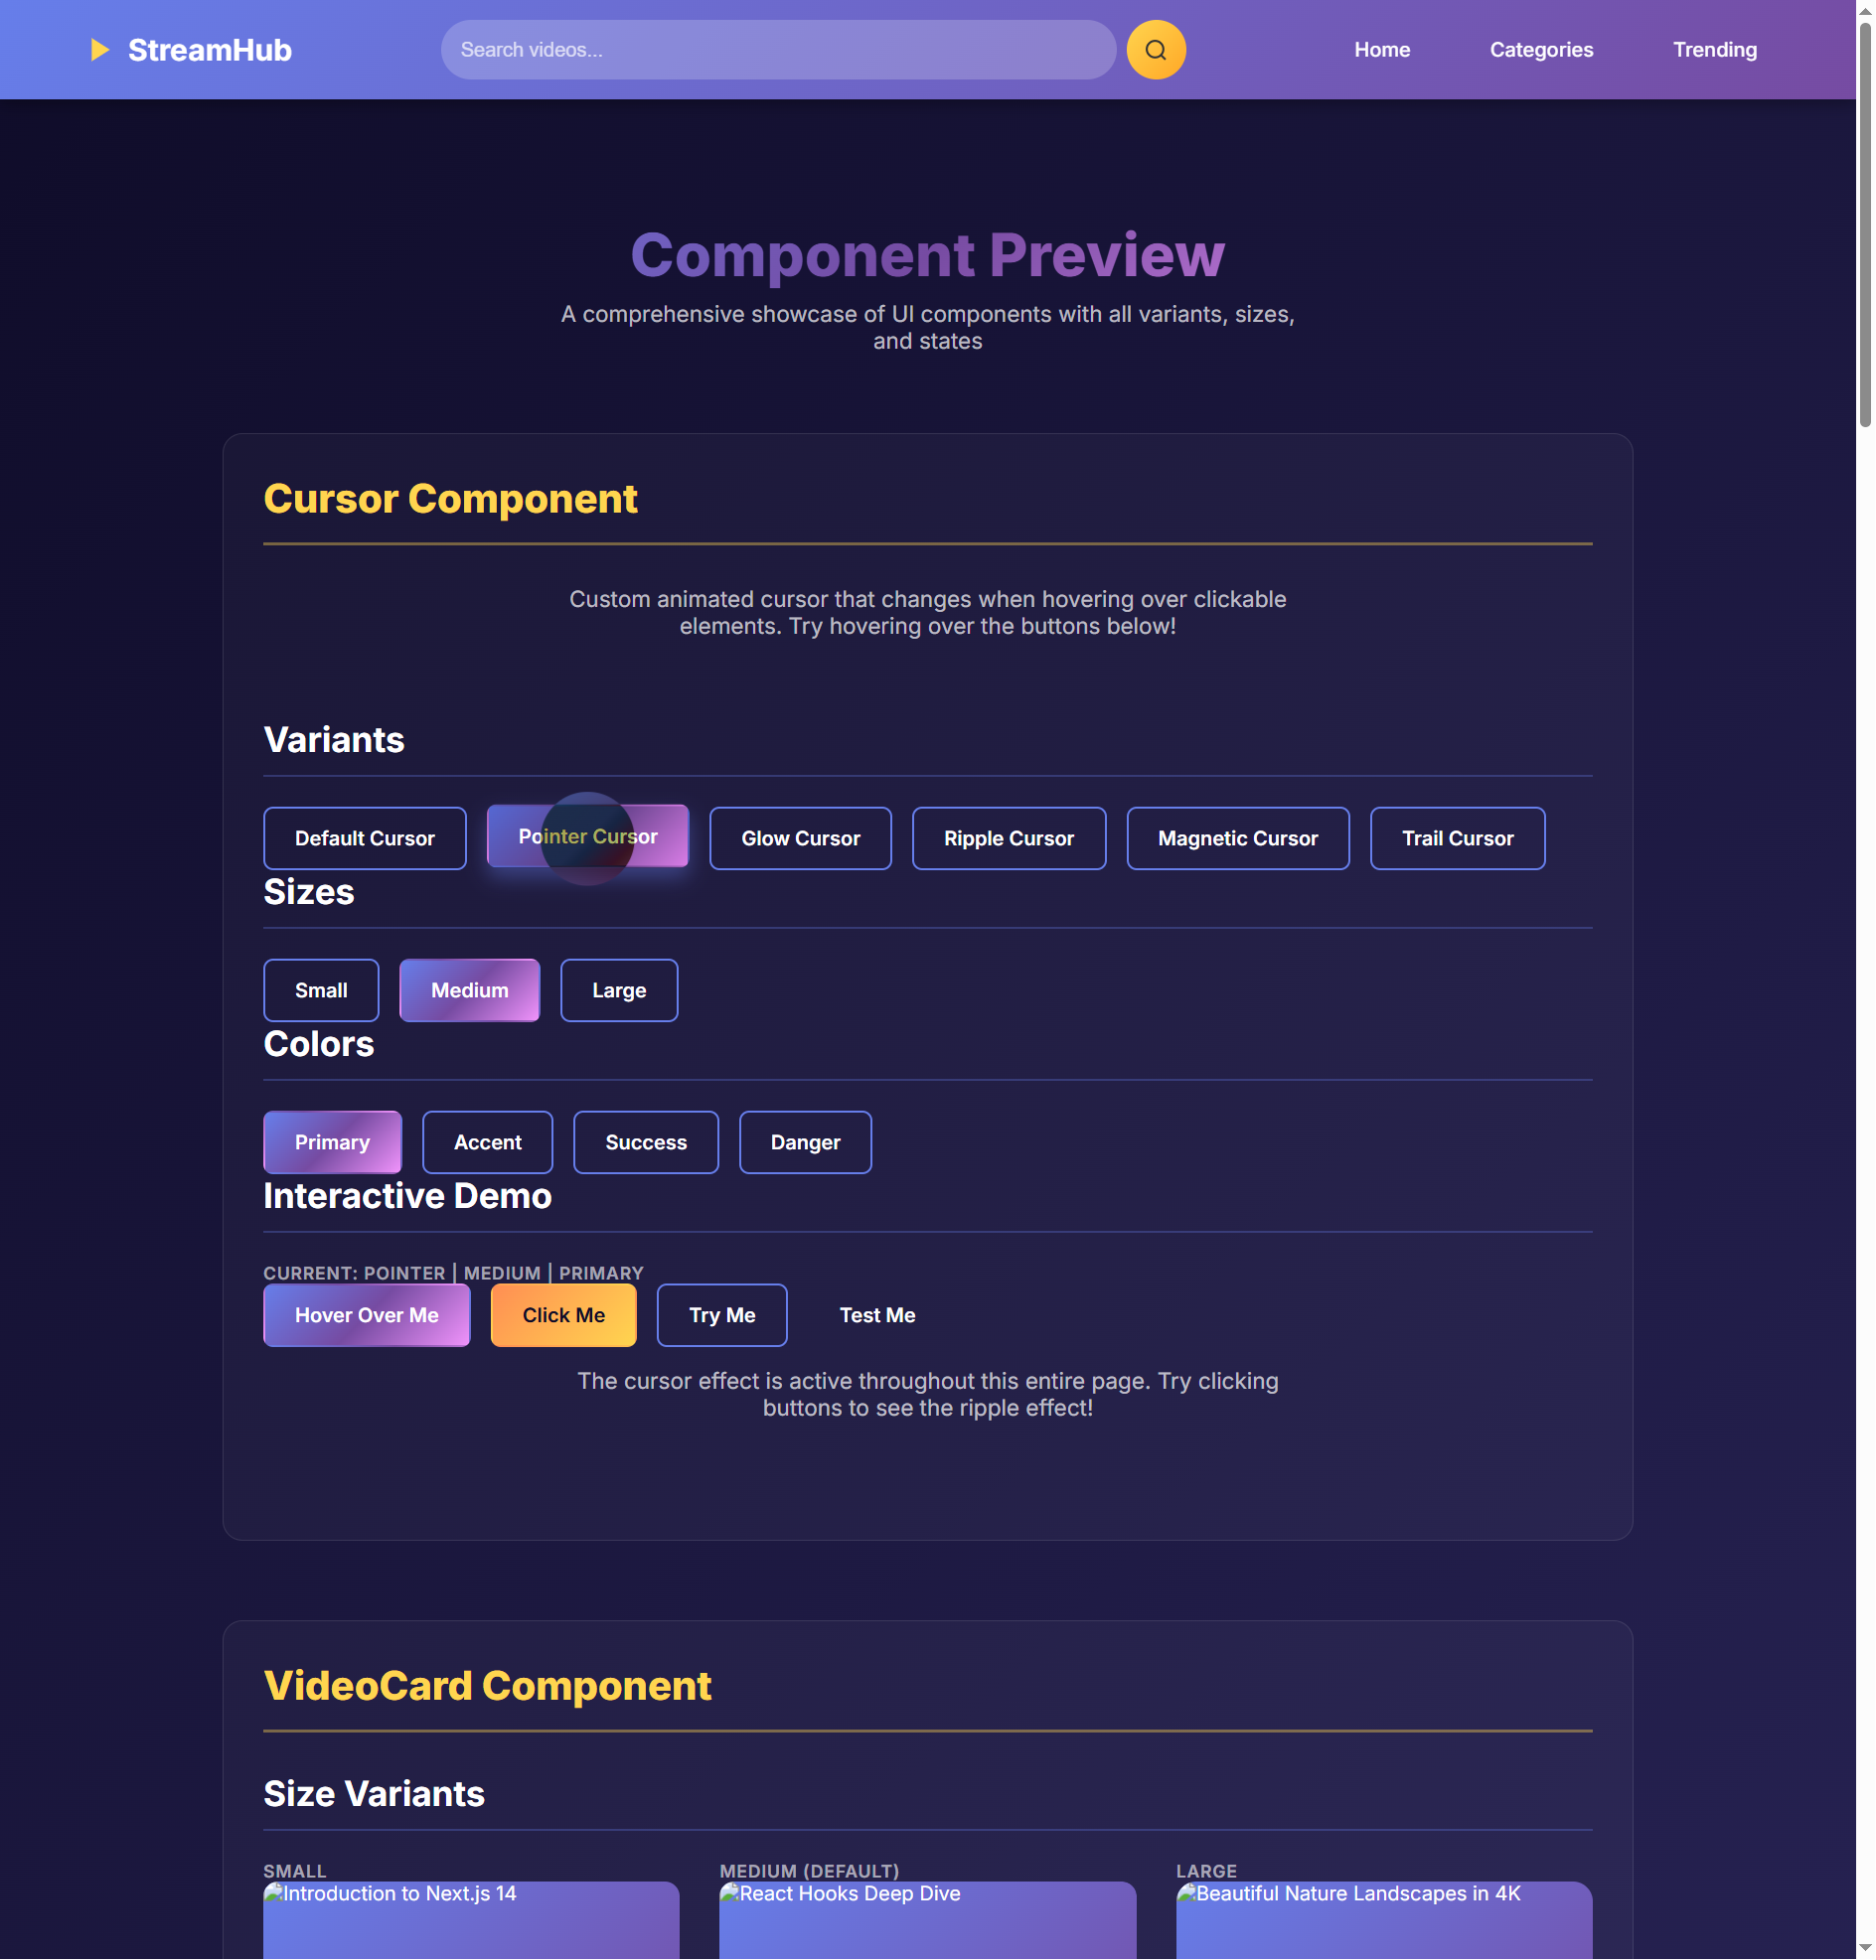 StreamHub
Search videos...
Home
Categories
Trending
Component Preview
A comprehensive showcase of UI components with all variants, sizes,
and states
Cursor Component
Custom animated cursor that changes when hovering over clickable
elements. Try hovering over the buttons below!
Variants
Default Cursor
Pointer Cursor
Glow Cursor
Ripple Cursor
Magnetic Cursor
Trail Cursor
Sizes
Small
Medium
Large
Colors
Primary
Accent
Success
Danger
Interactive Demo
CURRENT: POINTER | MEDIUM | PRIMARY
Hover Over Me
Click Me
Try Me
Test Me
The cursor effect is active throughout this entire page. Try clicking
buttons to see the ripple effect!
VideoCard Component
Size Variants
SMALL
Introduction to Next.js 14
MEDIUM (DEFAULT)
React Hooks Deep Dive
LARGE
Beautiful Nature Landscapes in 4K